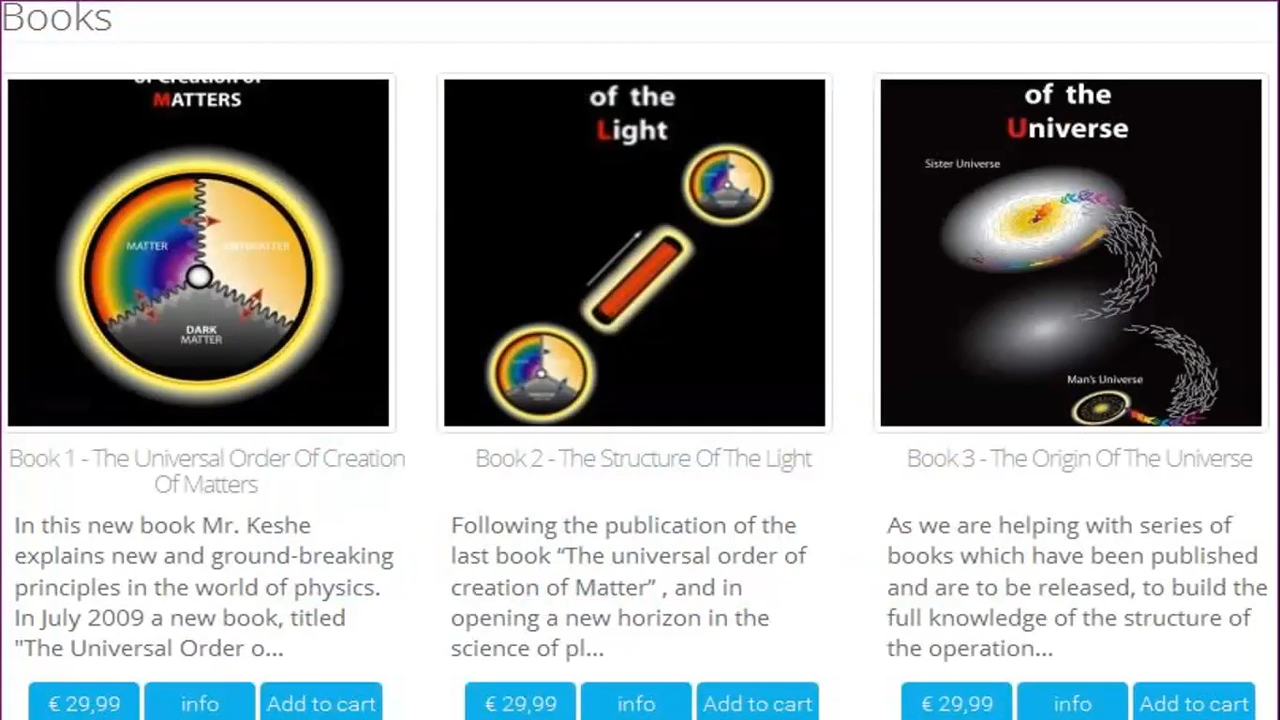 Books
of Creation of
MATTERS
MATTER
ANTIMATTER
DARK
MATTER
Book 1 - The Universal Order Of Creation
Of Matters
In this new book Mr. Keshe
explains new and ground-breaking
principles in the world of physics.
In July 2009 a new book, titled
"The Universal Order o...
€ 29,99 info Add to cart
of the
Light
Book 2 - The Structure Of The Light
Following the publication of the
last book “The universal order of
creation of Matter” , and in
opening a new horizon in the
science of pl...
€ 29,99 info Add to cart
of the
Universe
Sister Universe
Man's Universe
Book 3 - The Origin Of The Universe
As we are helping with series of
books which have been published
and are to be released, to build the
full knowledge of the structure of
the operation...
€ 29,99 info Add to cart